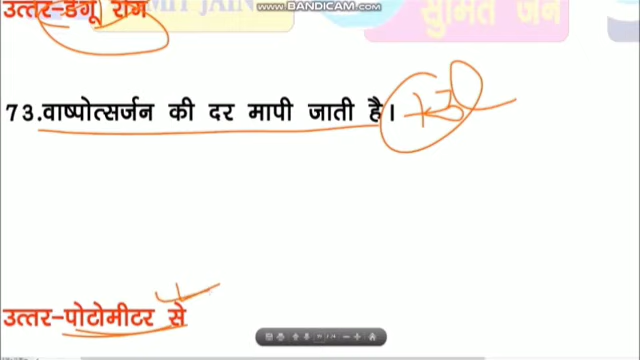 उत्तर-डेंगू रोग
www.BANDICAM.com
सुमित जैन
73.वाष्पोत्सर्जन की दर मापी जाती है।
उत्तर-पोटोमीटर से